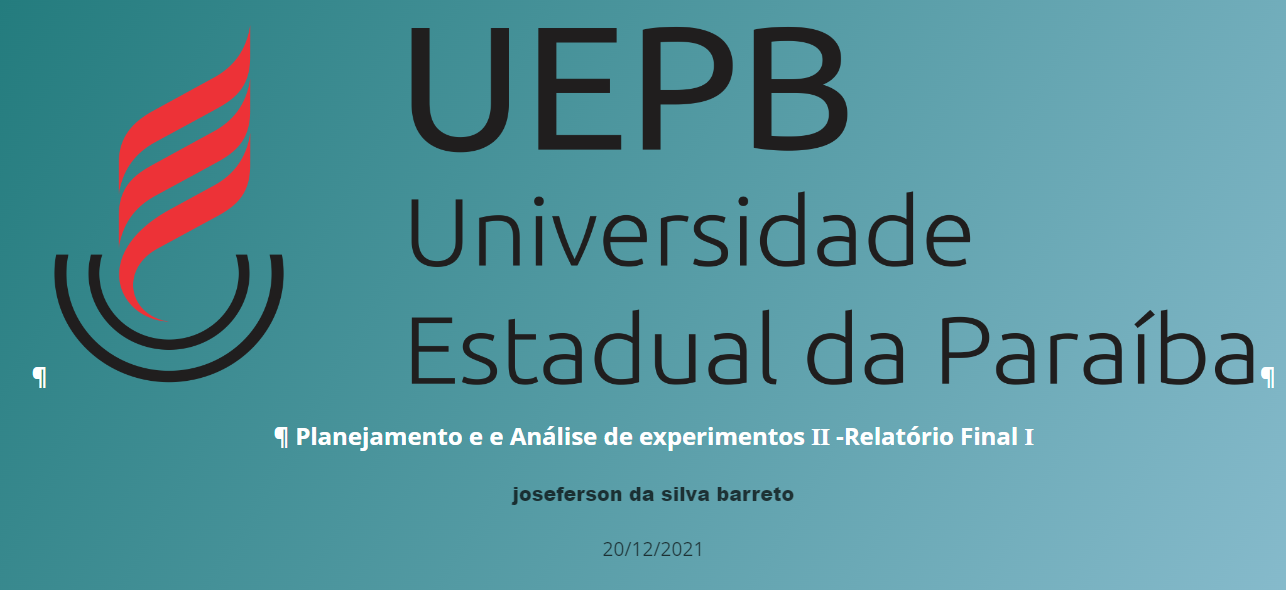 UEPB
Universidade
Estadual da Paraíba
¶ ¶
¶ Planejamento e e Análise de experimentos II -Relatório Final I
joseferson da silva barreto
20/12/2021